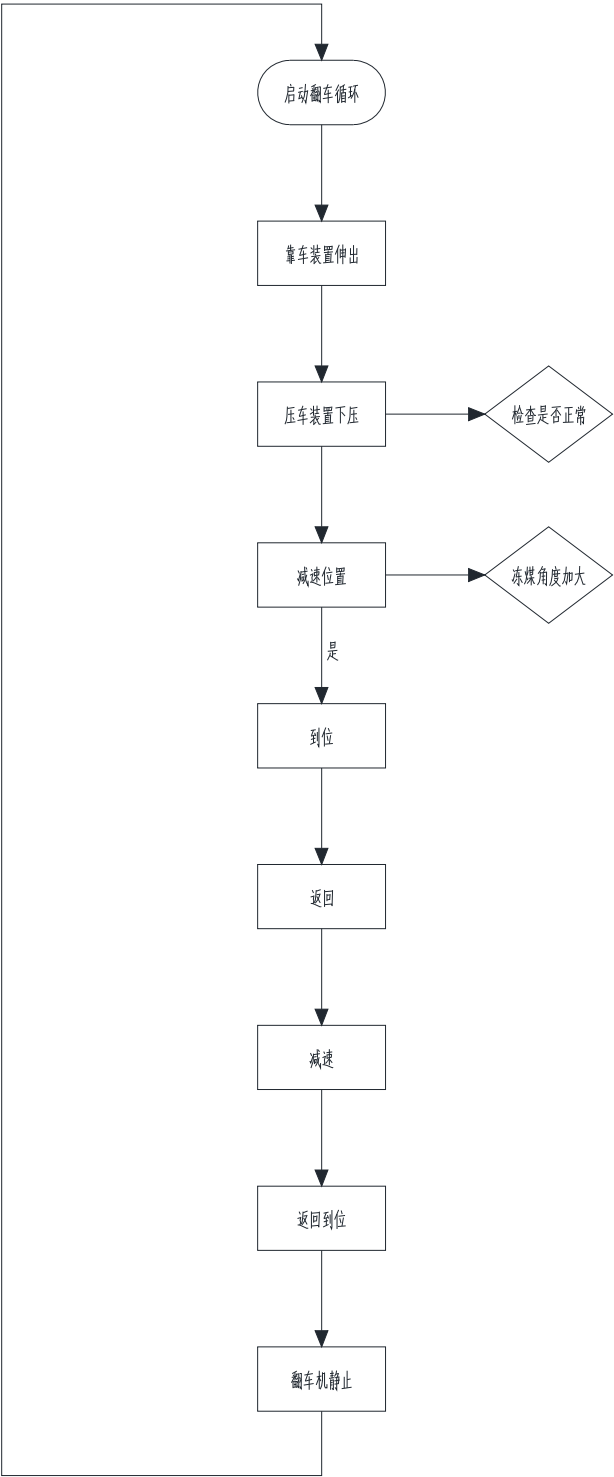 启动翻车循环
靠车装置伸出
压车装置下压
检查是否正常
减速位置
冻煤角度加大
是
到位
返回
减速
返回到位
翻车机静止